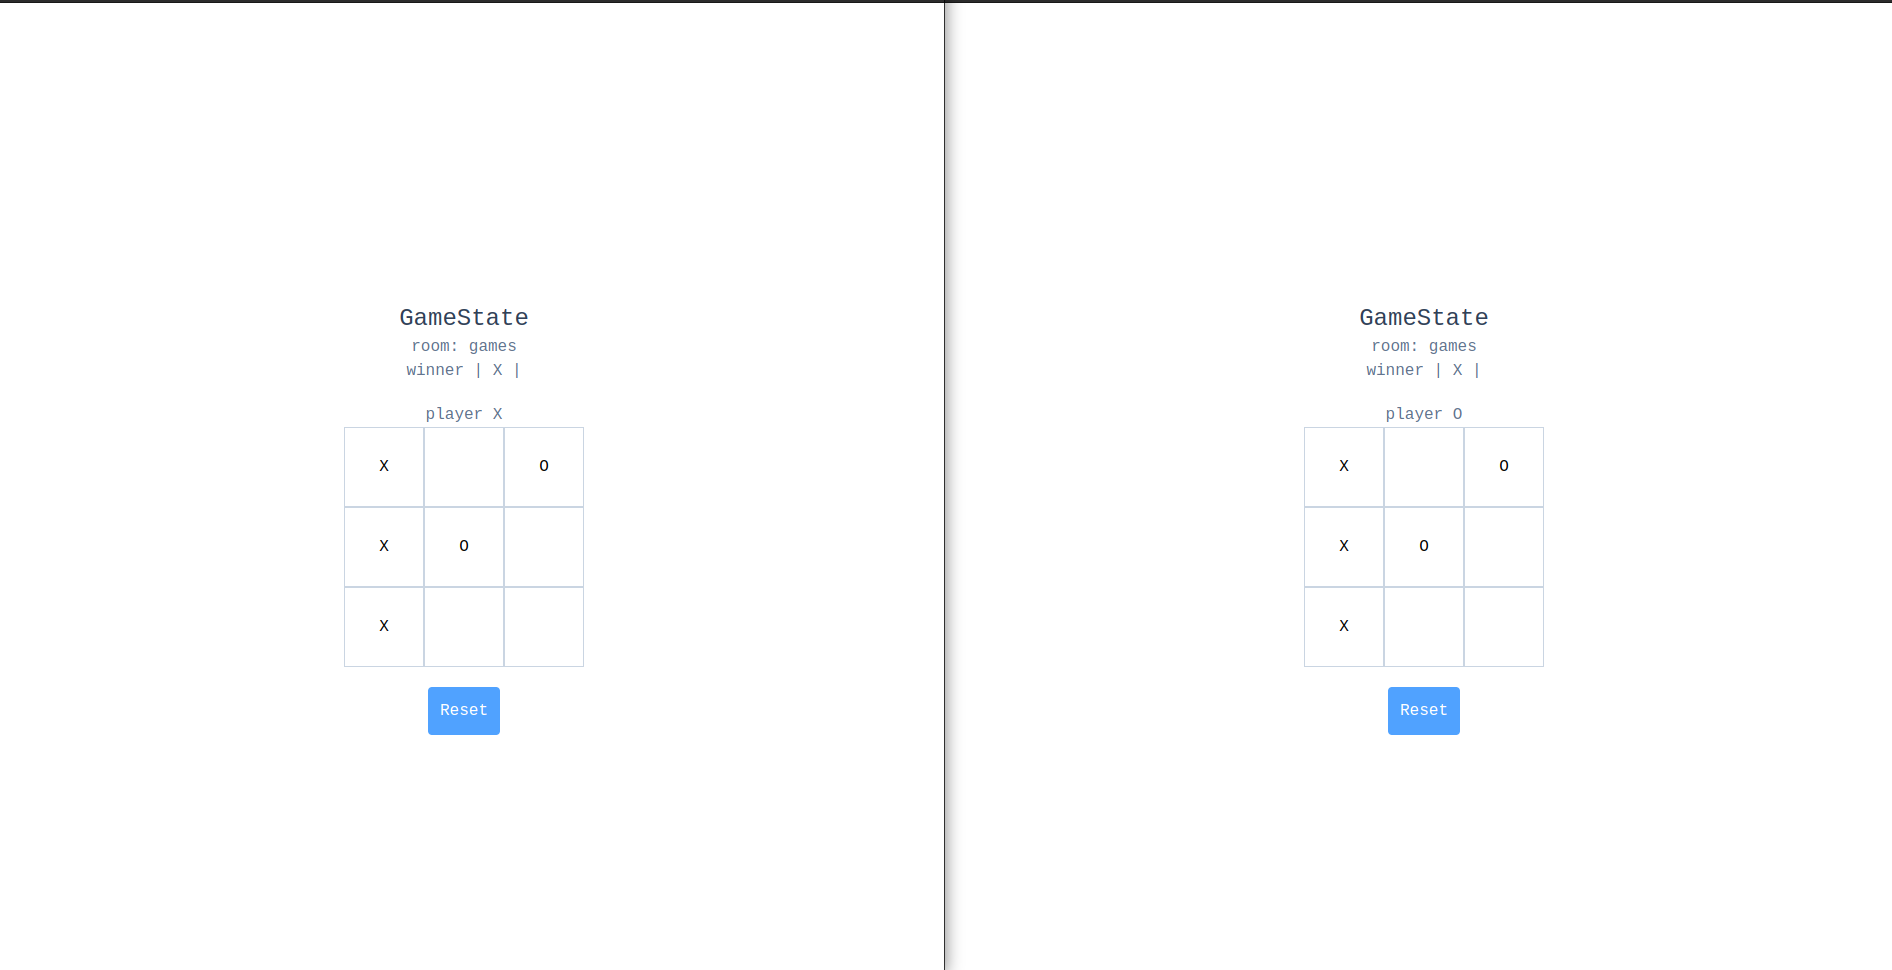 GameState
room: games
winner | X |
player X
X O
X O
X
Reset
GameState
room: games
winner | X |
player O
X O
X O
X
Reset